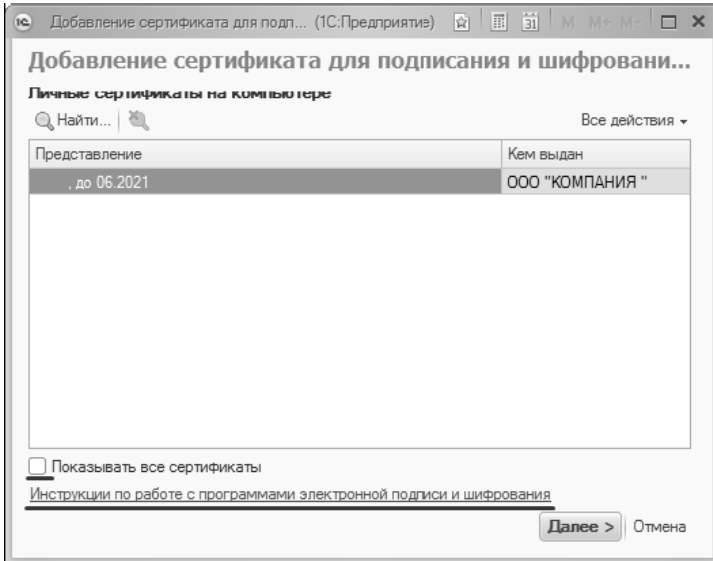 1С Добавление сертификата для подп... (1С:Предприятие) 31 M M+ M-
Добавление сертификата для подписания и шифровани...
Личные сертификаты на компьютере
Найти... Все действия
Представление Кем выдан
, до 06.2021 ООО "КОМПАНИЯ "
Показывать все сертификаты
Инструкции по работе с программами электронной подписи и шифрования
Далее > Отмена